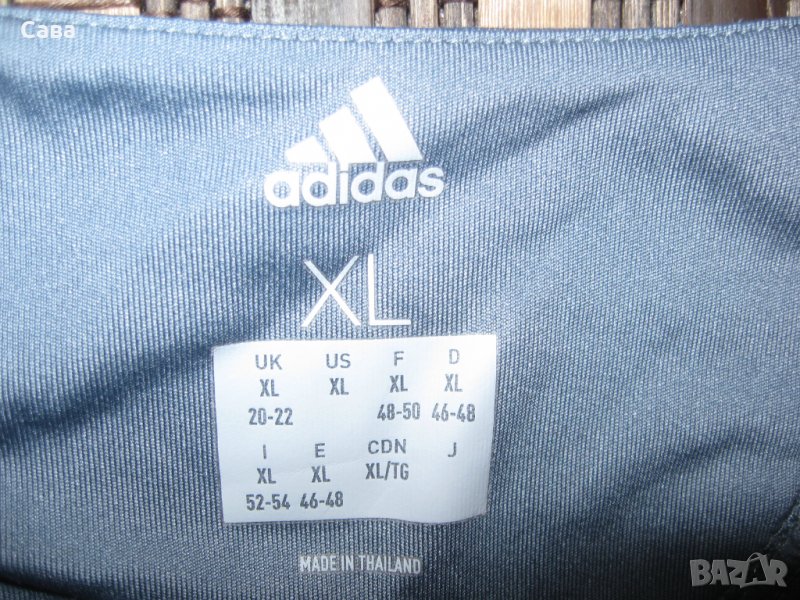 Сава
adidas
XL
UK US F D
XL XL XL XL
20-22 48-50 46-48
I E CDN J
XL XL XL/TG
52-54 46-48
MADE IN THAILAND
BAZAR